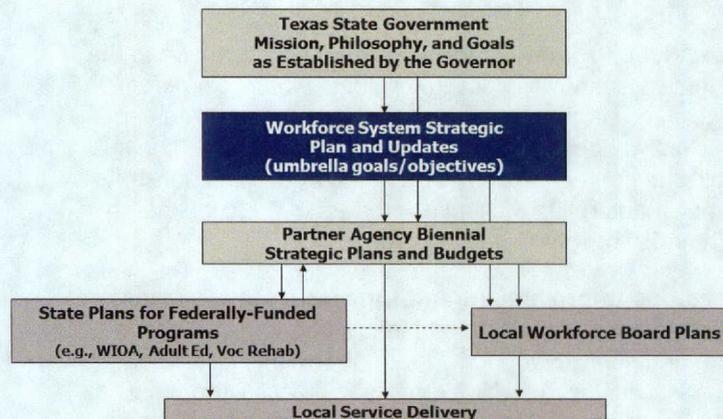 Texas State Government
Mission, Philosophy, and Goals
as Established by the Governor
Workforce System Strategic
Plan and Updates
(umbrella goals/objectives)
Partner Agency Biennial
Strategic Plans and Budgets
State Plans for Federally-Funded
Programs
(e.g., WIOA, Adult Ed, Voc Rehab)
Local Workforce Board Plans
Local Service Delivery